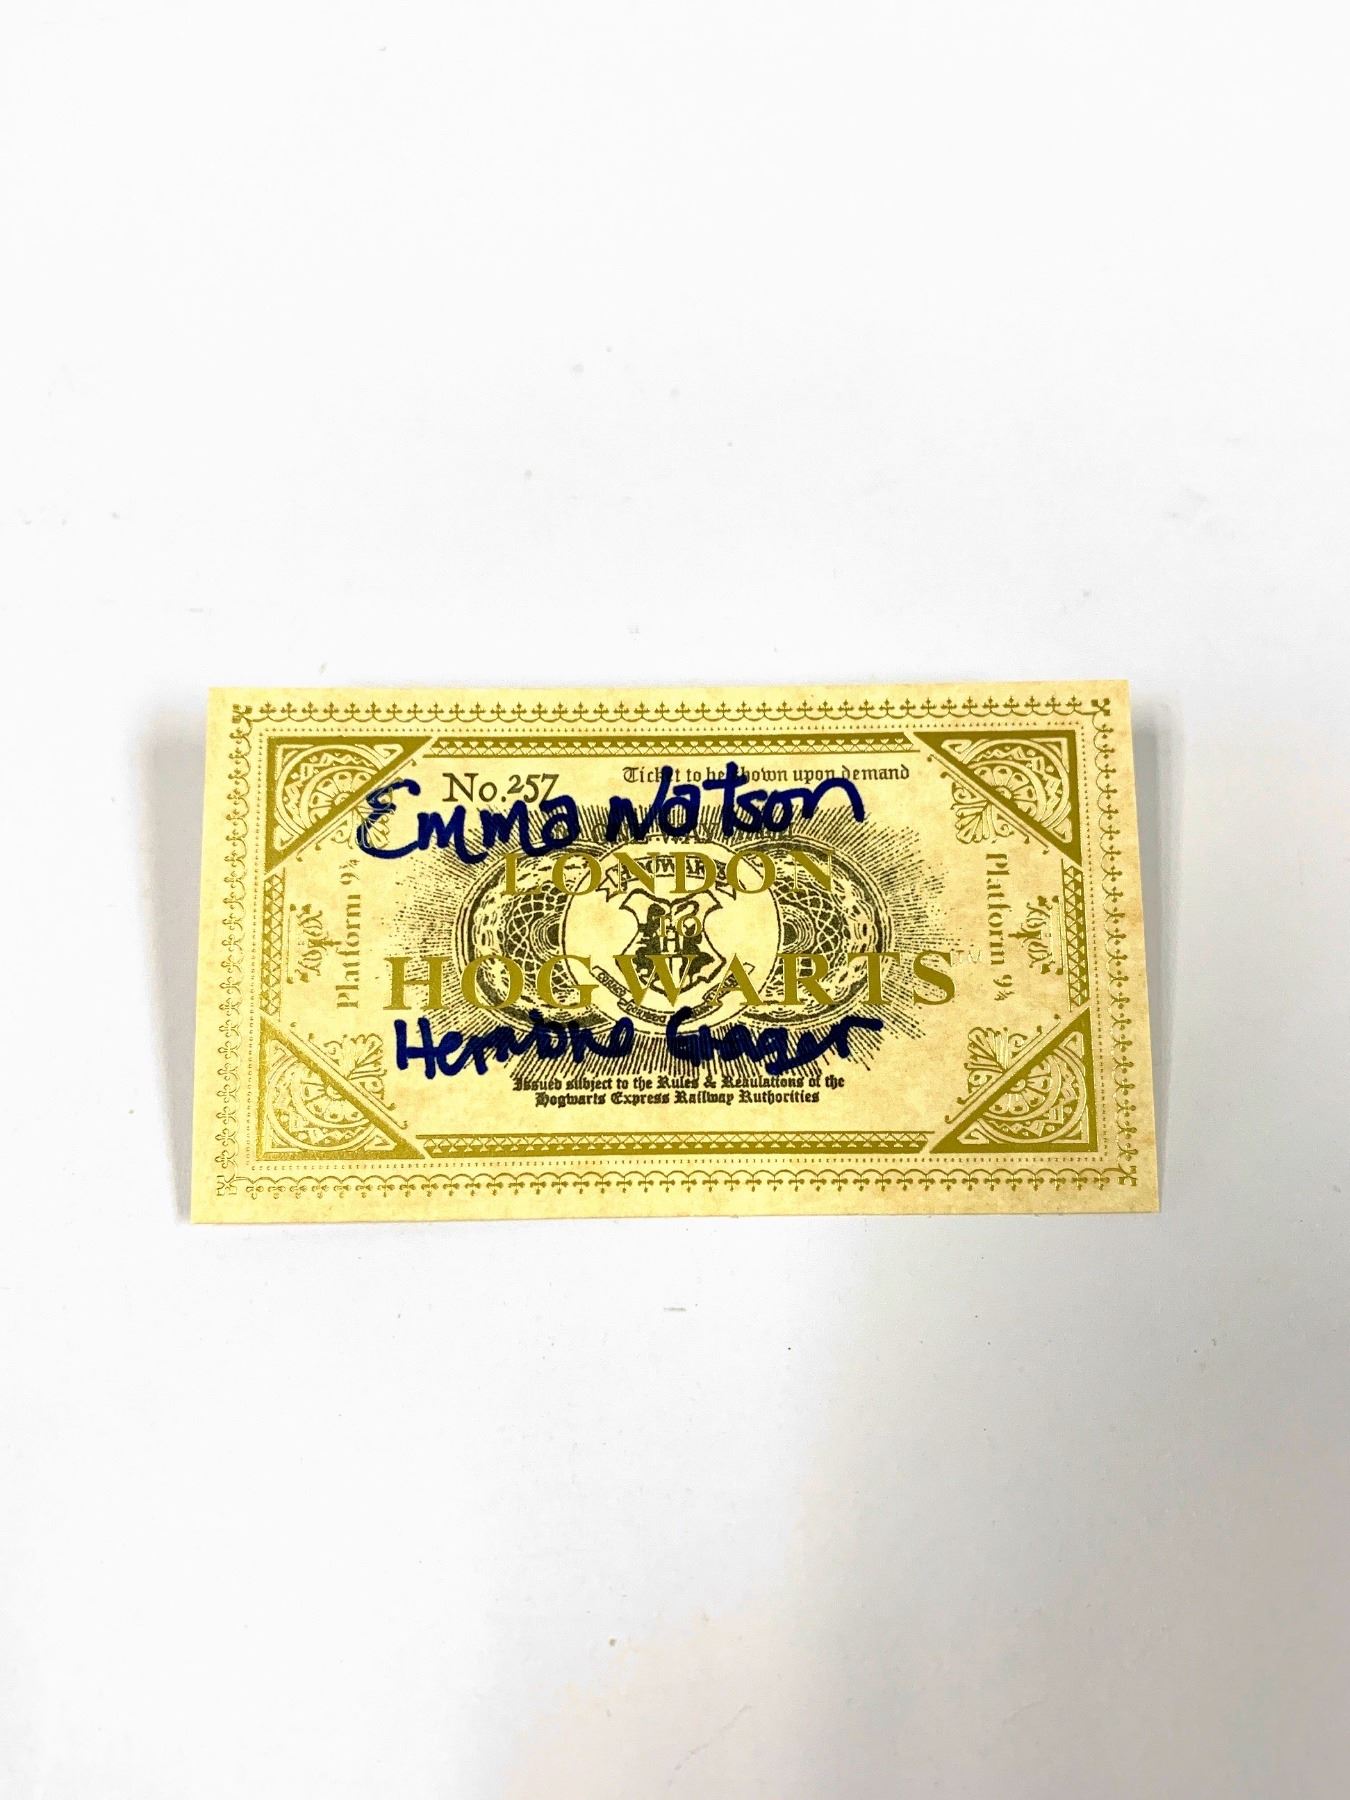 No. 257
Ticket to be shown upon demand
Emma Watson
LONDON
TO
HOGWARTS
Platform 9¾
Platform 9¾
HOGWARTS
Hermione Granger
Issued subject to the Rules & Regulations of the
Hogwarts Express Railway Authorities